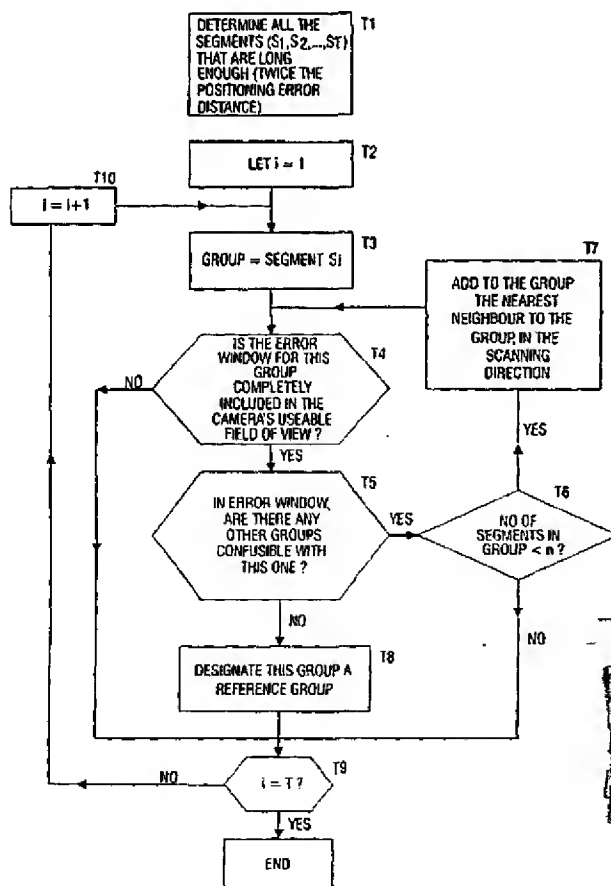 DETERMINE ALL THE
SEGMENTS (S1,S2,...,ST)
THAT ARE LONG
ENOUGH (TWICE THE
POSITIONING ERROR
DISTANCE)
T1
LET i = 1
T2
T10
i = i+1
GROUP = SEGMENT Si
T3
T7
ADD TO THE GROUP
THE NEAREST
NEIGHBOUR TO THE
GROUP, IN THE
SCANNING
DIRECTION
IS THE ERROR
WINDOW FOR THIS
GROUP
COMPLETELY
INCLUDED IN THE
CAMERA'S USEABLE
FIELD OF VIEW ?
T4
NO
YES
YES
IN ERROR WINDOW,
ARE THERE ANY
OTHER GROUPS
CONFUSIBLE WITH
THIS ONE ?
T5
YES
T6
NO OF
SEGMENTS IN
GROUP < n ?
NO
NO
DESIGNATE THIS GROUP A
REFERENCE GROUP
T8
i = T ?
T9
NO
YES
END